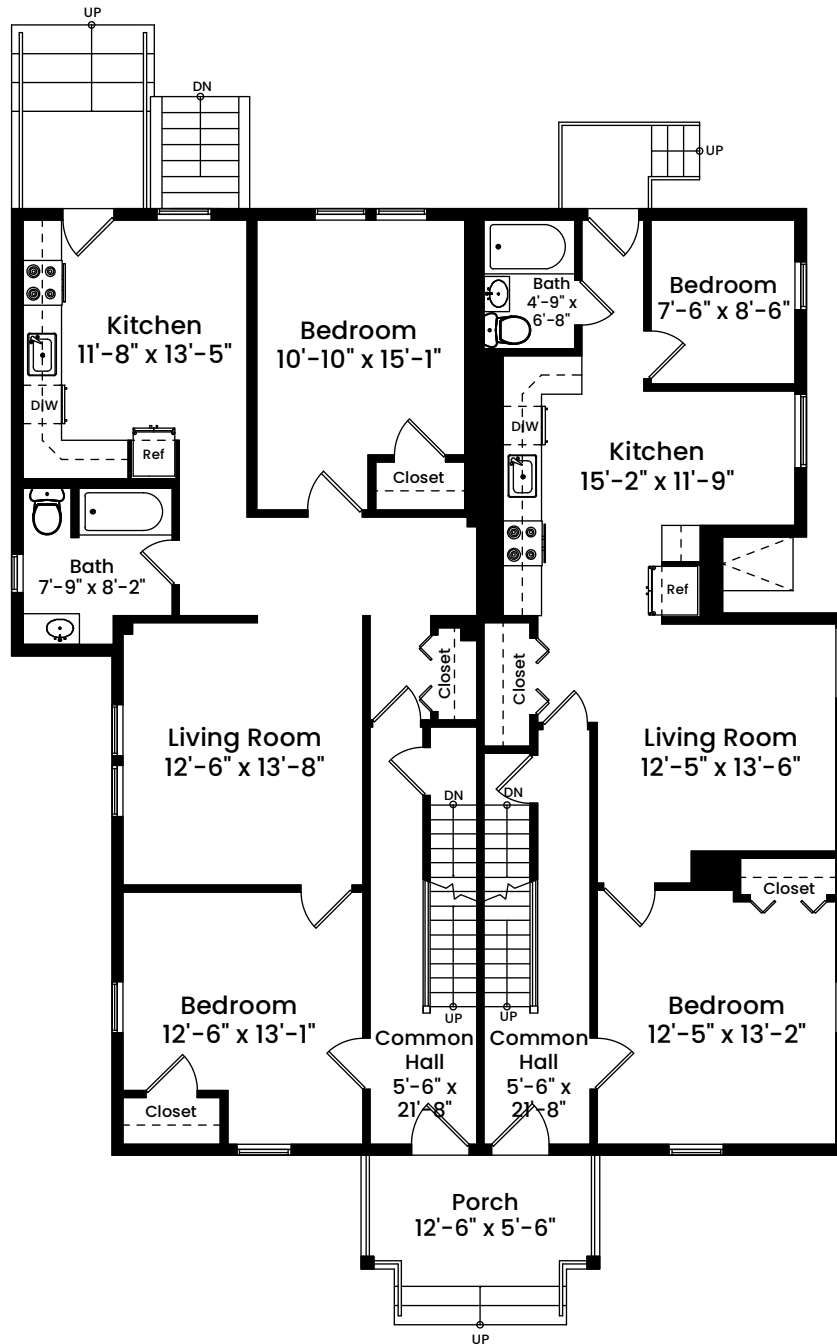 UP
DN
UP
Kitchen
11'-8" x 13'-5"
D|W
Ref
Bedroom
10'-10" x 15'-1"
Closet
Bath
4'-9" x
6'-8"
Bedroom
7'-6" x 8'-6"
D|W
Kitchen
15'-2" x 11'-9"
Ref
Bath
7'-9" x 8'-2"
Closet
Closet
Living Room
12'-6" x 13'-8"
Living Room
12'-5" x 13'-6"
DN
DN
Closet
Bedroom
12'-6" x 13'-1"
Closet
UP
UP
Common
Hall
5'-6" x
21'-8"
Common
Hall
5'-6" x
21'-8"
Bedroom
12'-5" x 13'-2"
Porch
12'-6" x 5'-6"
UP